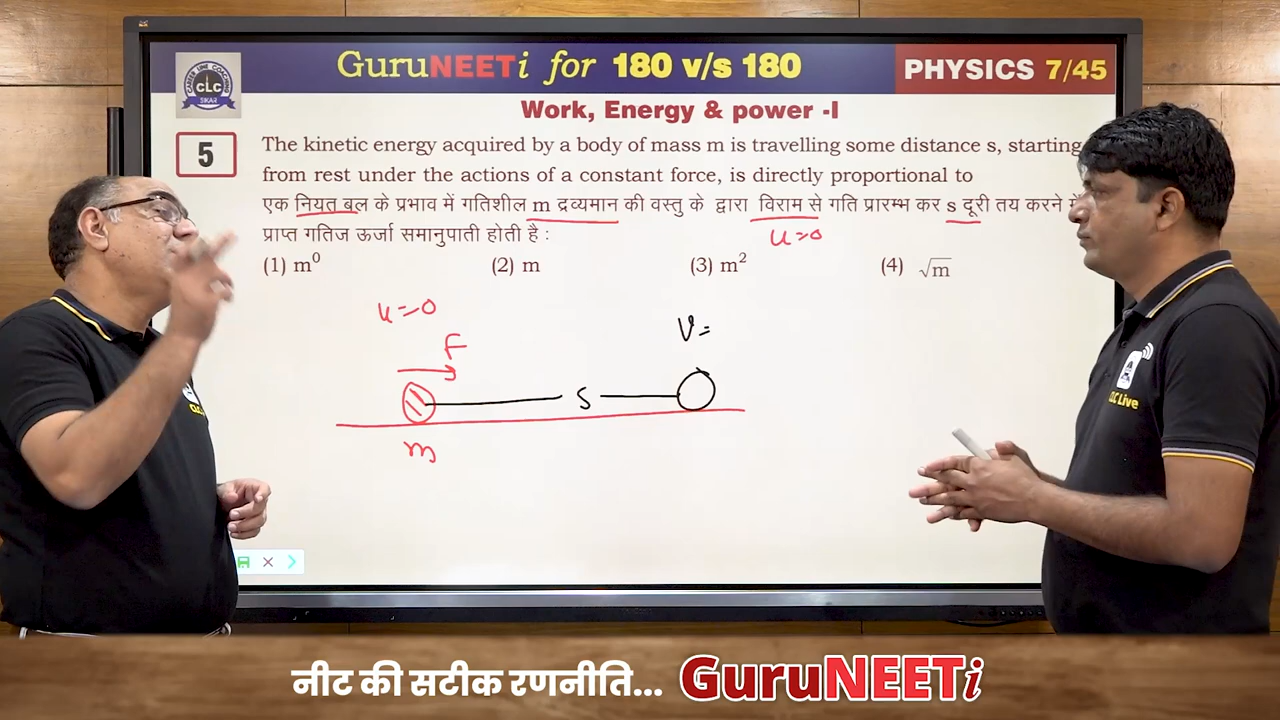 GuruNEETi for 180 v/s 180
PHYSICS 7/45
CAREER LINE COACHING
CLC
SIKAR
Work, Energy & power -I
5
The kinetic energy acquired by a body of mass m is travelling some distance s, starting
from rest under the actions of a constant force, is directly proportional to
एक नियत बल के प्रभाव में गतिशील m द्रव्यमान की वस्तु के द्वारा विराम से गति प्रारम्भ कर s दूरी तय करने में
प्राप्त गतिज ऊर्जा समानुपाती होती है :
u=0
(1) m⁰ (2) m (3) m² (4) √m
u=0
F
V=
S
m
CLC Live
नीट की सटीक रणनीति... GuruNEETi